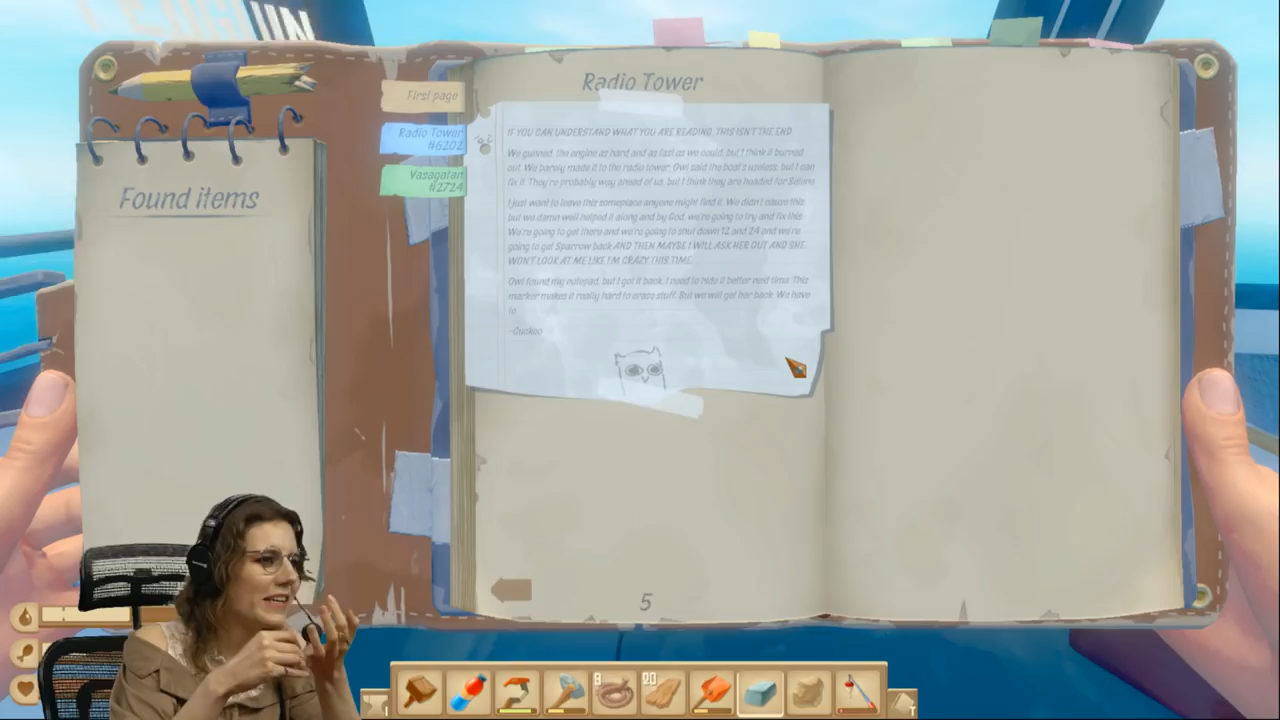 UN
Radio Tower
First page
Radio Tower
#6202
Vasagatan
#2724
Found items
IF YOU CAN UNDERSTAND WHAT YOU ARE READING, THIS ISN'T THE END
We gunned the engine as hard and as fast as we could, but I think it burned
out. We barely made it to the radio tower. Owl said the boat's useless, but I can
fix it. They're probably way ahead of us, but I think they are headed for
I just want to leave this someplace anyone might find it. We didn't cause this
but we damn well helped it along and by God, we're going to try and fix this
We're going to get there and we're going to shut down 12 and 24 and we're
going to get Sparrow back AND THEN MAYBE I WILL ASK HER OUT AND SHE
WON'T LOOK AT ME LIKE I'M CRAZY THIS TIME.
Owl found my notepad, but I got it back. I need to hide it better next time. This
marker makes it really hard to erase stuff. But we will get her back. We have
to.
-Cuckoo
5
9
20